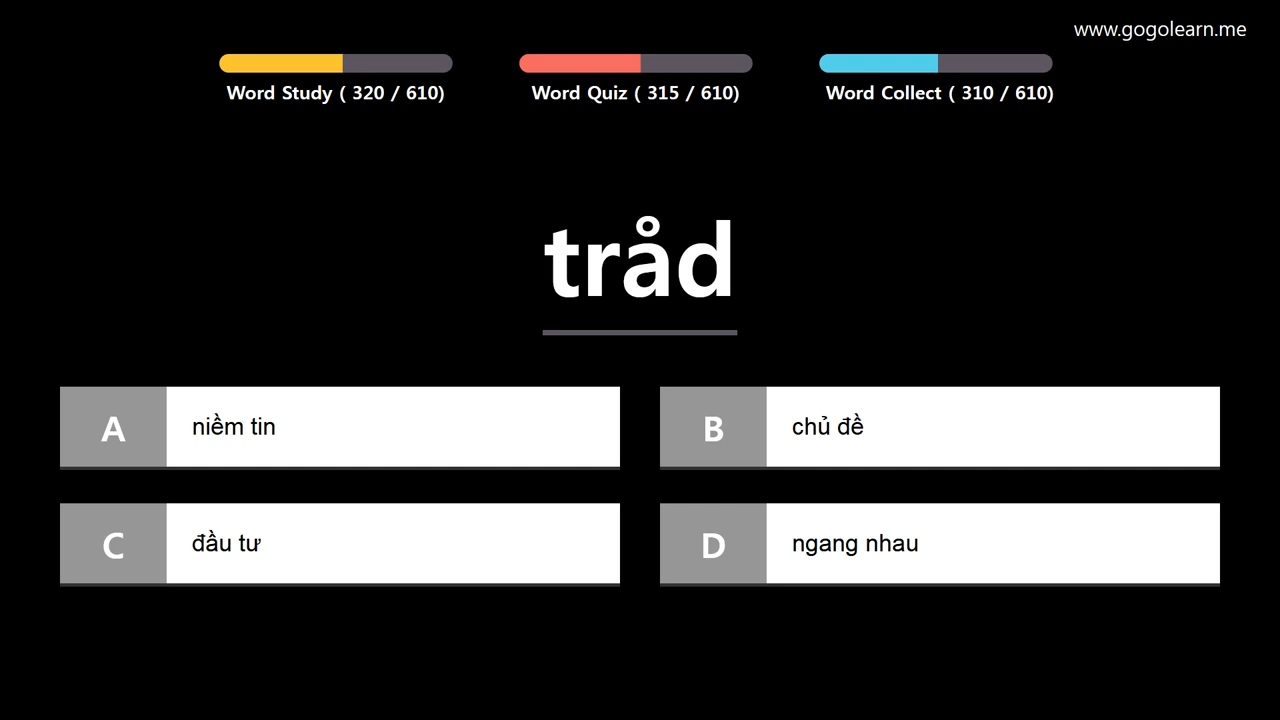 www.gogolearn.me
Word Study ( 320 / 610)
Word Quiz ( 315 / 610)
Word Collect ( 310 / 610)
tråd
A niềm tin
B chủ đề
C đầu tư
D ngang nhau